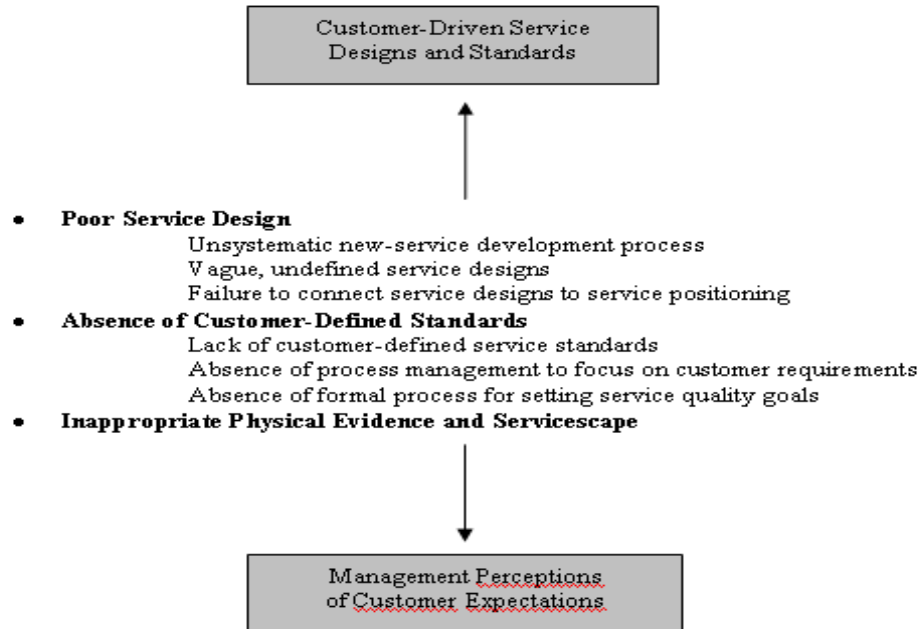 Customer-Driven Service
Designs and Standards
• Poor Service Design
Unsystematic new-service development process
Vague, undefined service designs
Failure to connect service designs to service positioning
• Absence of Customer-Defined Standards
Lack of customer-defined service standards
Absence of process management to focus on customer requirements
Absence of formal process for setting service quality goals
• Inappropriate Physical Evidence and Servicescape
Management Perceptions
of Customer Expectations